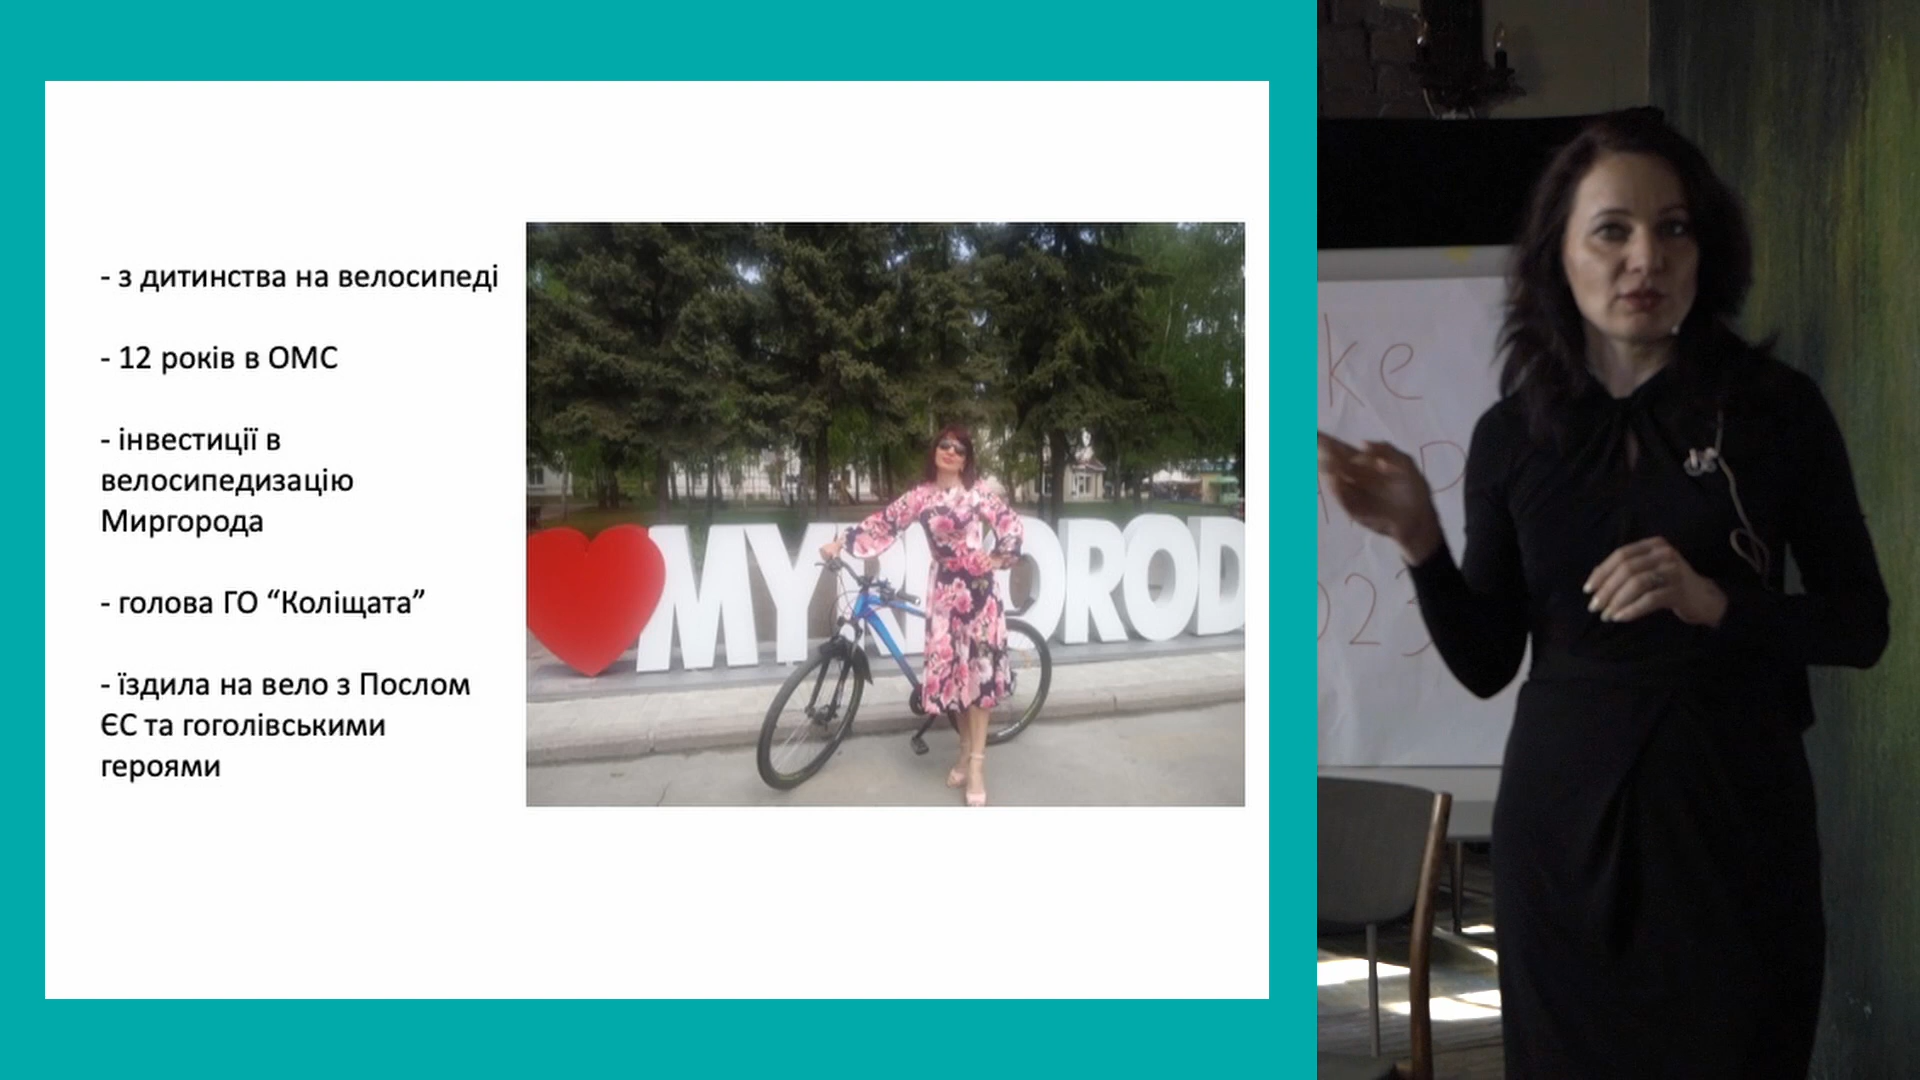 - з дитинства на велосипеді
- 12 років в ОМС
- інвестиції в
велосипедизацію
Миргорода
- голова ГО “Коліщата”
- їздила на вело з Послом
ЄС та гоголівськими
героями